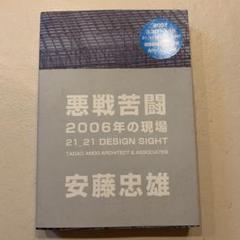 悪戦苦闘
2006年の現場
21_21 DESIGN SIGHT
TADAO ANDO ARCHITECT & ASSOCIATES
安藤忠雄